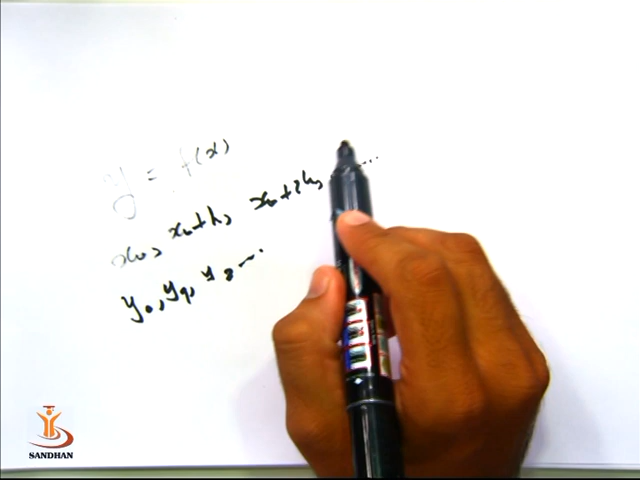 y = f(x)
x₀, x₀+h, x₀+2h, ......
y₀, y₁, y₂ ....
SANDHAN